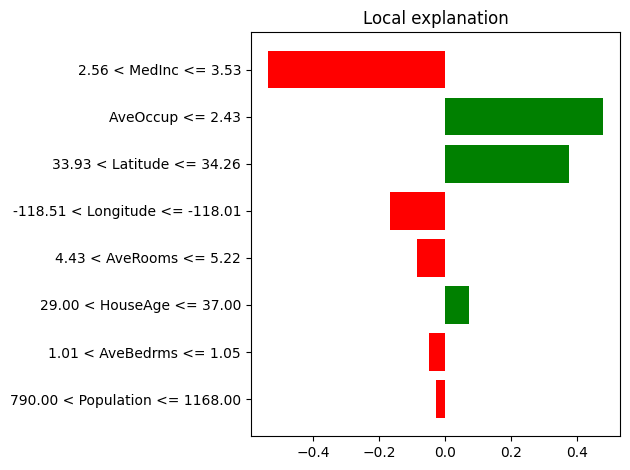 Local explanation
2.56 < MedInc <= 3.53
AveOccup <= 2.43
33.93 < Latitude <= 34.26
-118.51 < Longitude <= -118.01
4.43 < AveRooms <= 5.22
29.00 < HouseAge <= 37.00
1.01 < AveBedrms <= 1.05
790.00 < Population <= 1168.00
−0.4 −0.2 0.0 0.2 0.4